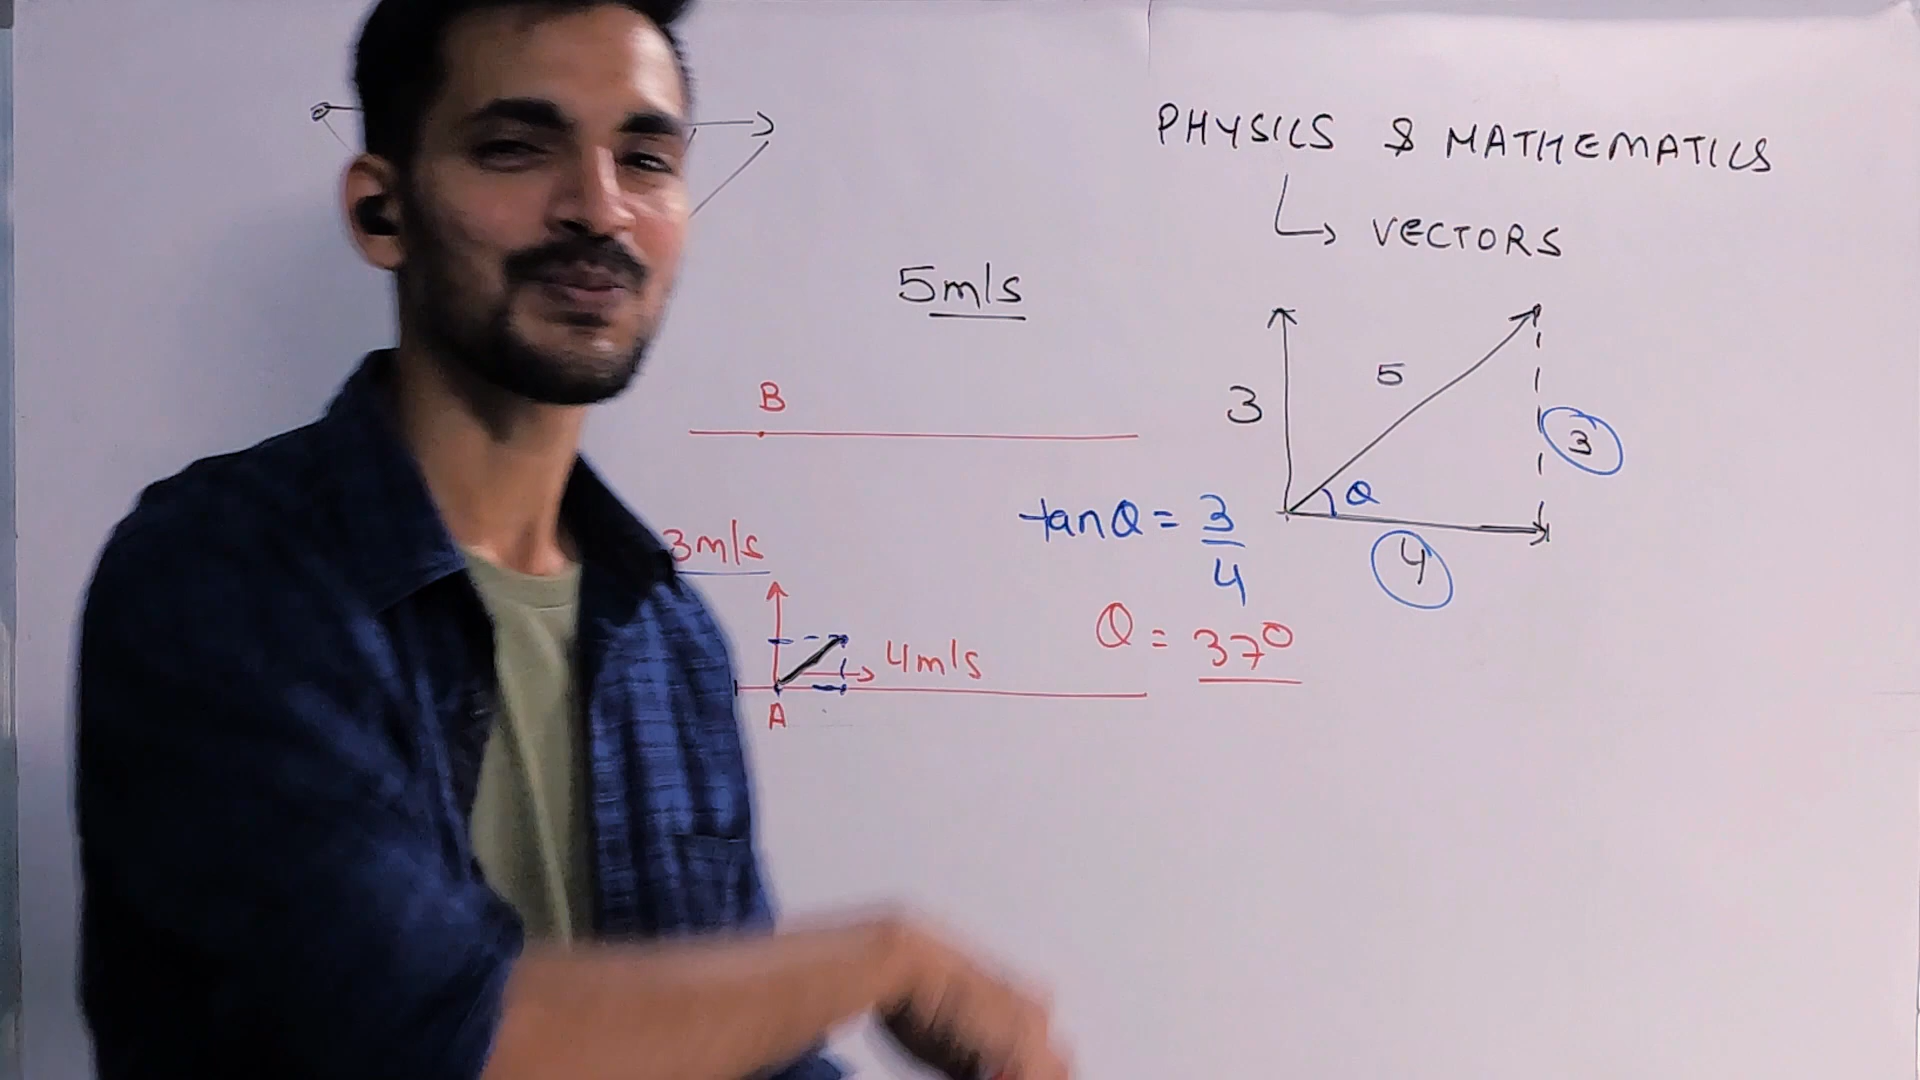 PHYSICS & MATHEMATICS
↳ VECTORS
5m/s
B
3
5
3
θ
4
tanθ = 3/4
3m/s
4m/s
A
θ = 37°